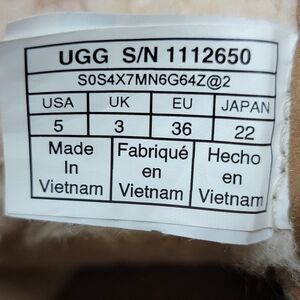 UGG S/N 1112650
S0S4X7MN6G64Z@2
USA UK EU JAPAN
5 3 36 22
Made Fabriqué Hecho
In en en
Vietnam Vietnam Vietnam